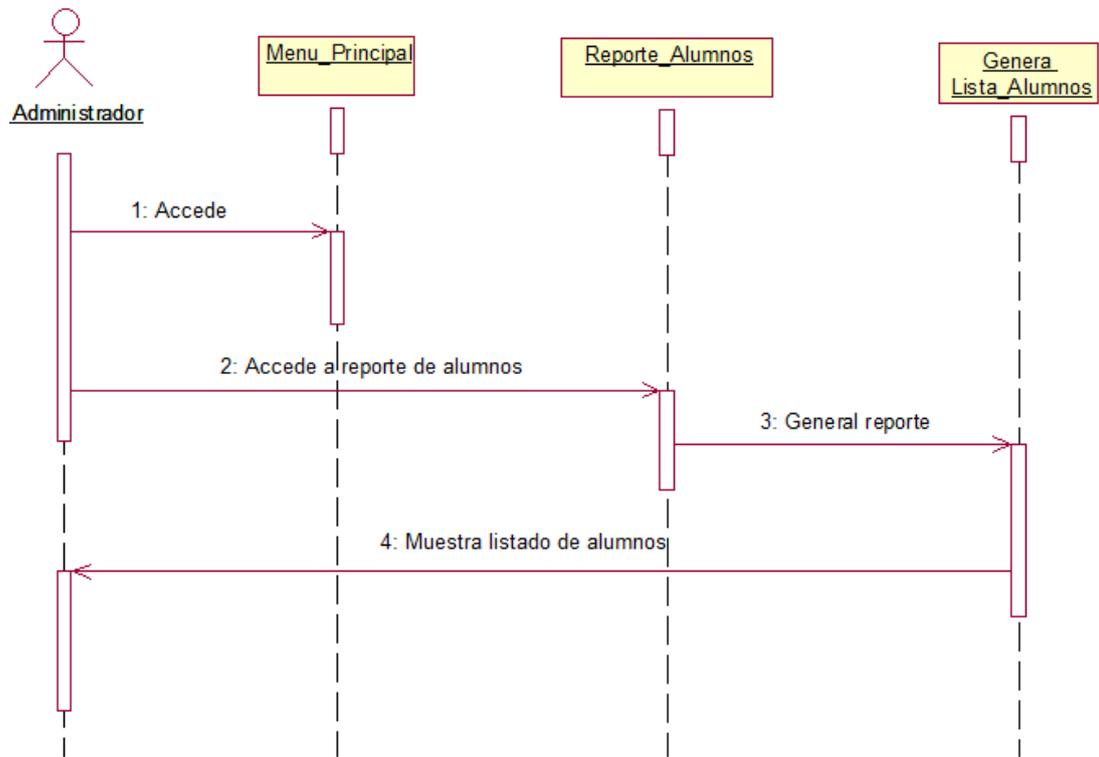 Administrador
Menu_Principal
Reporte_Alumnos
Genera
Lista_Alumnos
1: Accede
2: Accede a reporte de alumnos
3: General reporte
4: Muestra listado de alumnos